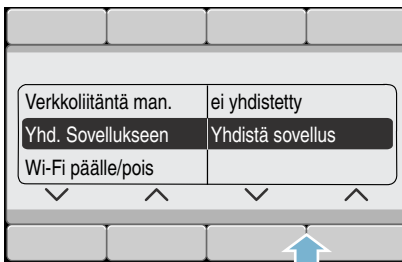 Verkkoliitäntä man. ei yhdistetty
Yhd. Sovellukseen Yhdistä sovellus
Wi-Fi päälle/pois